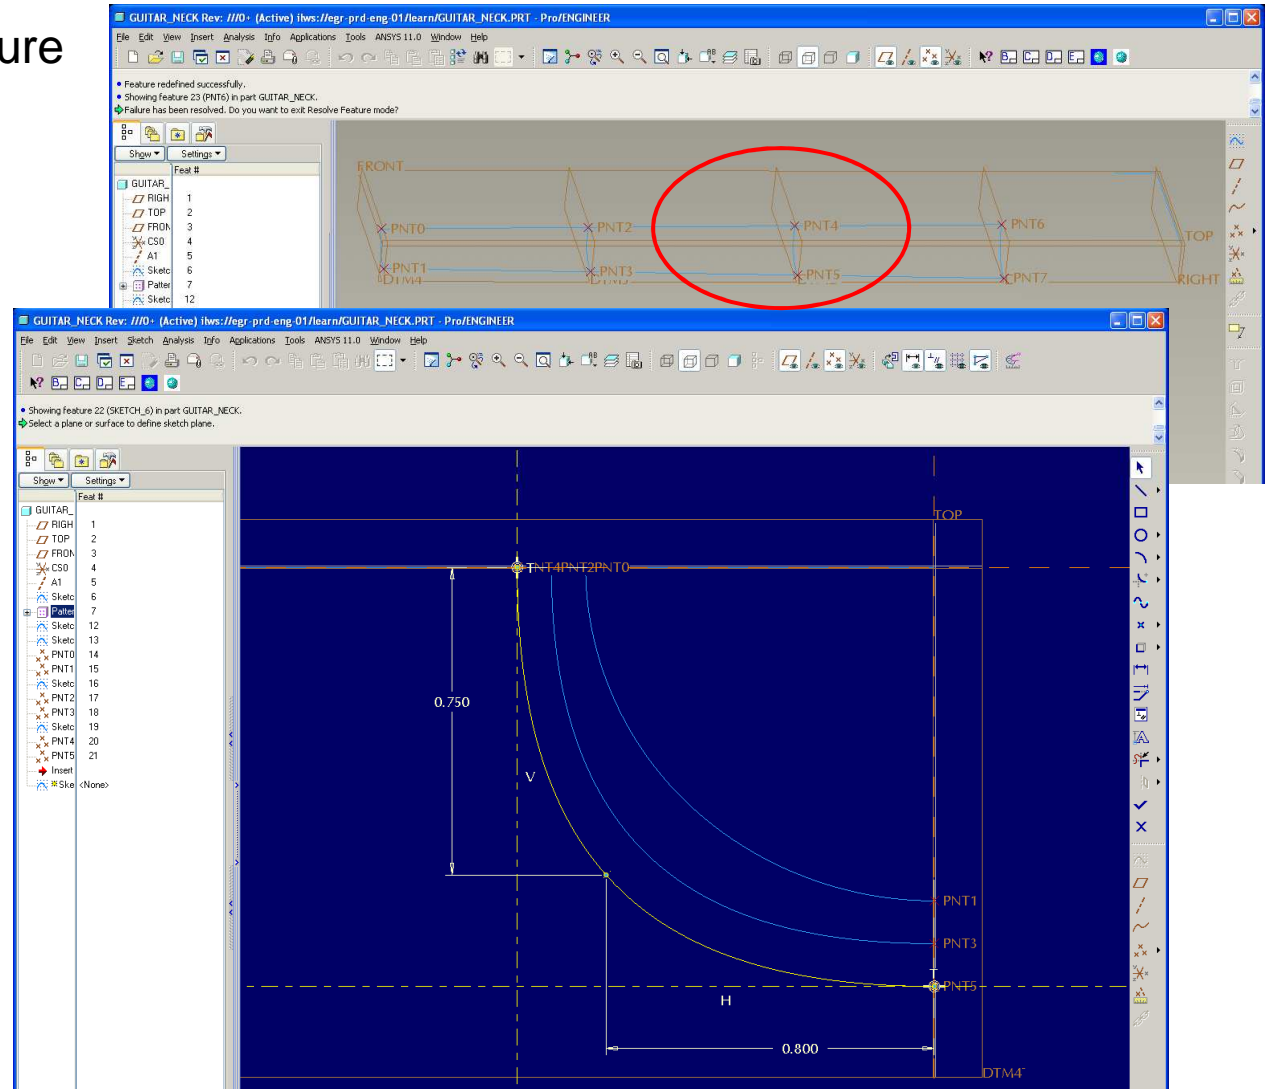 ure
GUITAR_NECK Rev: ///0+ (Active) ilws://egr-prd-eng-01/learn/GUITAR_NECK.PRT - Pro/ENGINEER
File Edit View Insert Analysis Info Applications Tools ANSYS 11.0 Window Help
• Feature redefined successfully.
• Showing feature 23 (PNT6) in part GUITAR_NECK.
Failure has been resolved. Do you want to exit Resolve Feature mode?
Show Settings
Feat #
GUITAR_
RIGH 1
TOP 2
FRON 3
CS0 4
A1 5
Sketc 6
Patter 7
Sketc 12
FRONT
PNT0 PNT2 PNT4 PNT6
TOP
PNT1 PNT3 PNT5 PNT7
DTM4 RIGHT
GUITAR_NECK Rev: ///0+ (Active) ilws://egr-prd-eng-01/learn/GUITAR_NECK.PRT - Pro/ENGINEER
File Edit View Insert Sketch Analysis Info Applications Tools ANSYS 11.0 Window Help
• Showing feature 22 (SKETCH_6) in part GUITAR_NECK.
Select a plane or surface to define sketch plane.
Show Settings
Feat #
GUITAR_
RIGH 1
TOP 2
FRON 3
CS0 4
A1 5
Sketc 6
Patter 7
Sketc 12
Sketc 13
PNT0 14
PNT1 15
Sketc 16
PNT2 17
PNT3 18
Sketc 19
PNT4 20
PNT5 21
Insert
Ske <None>
TOP
T NT4PNT2PNT0
0.750
V
PNT1
PNT3
T
PNT5
H
0.800
DTM4